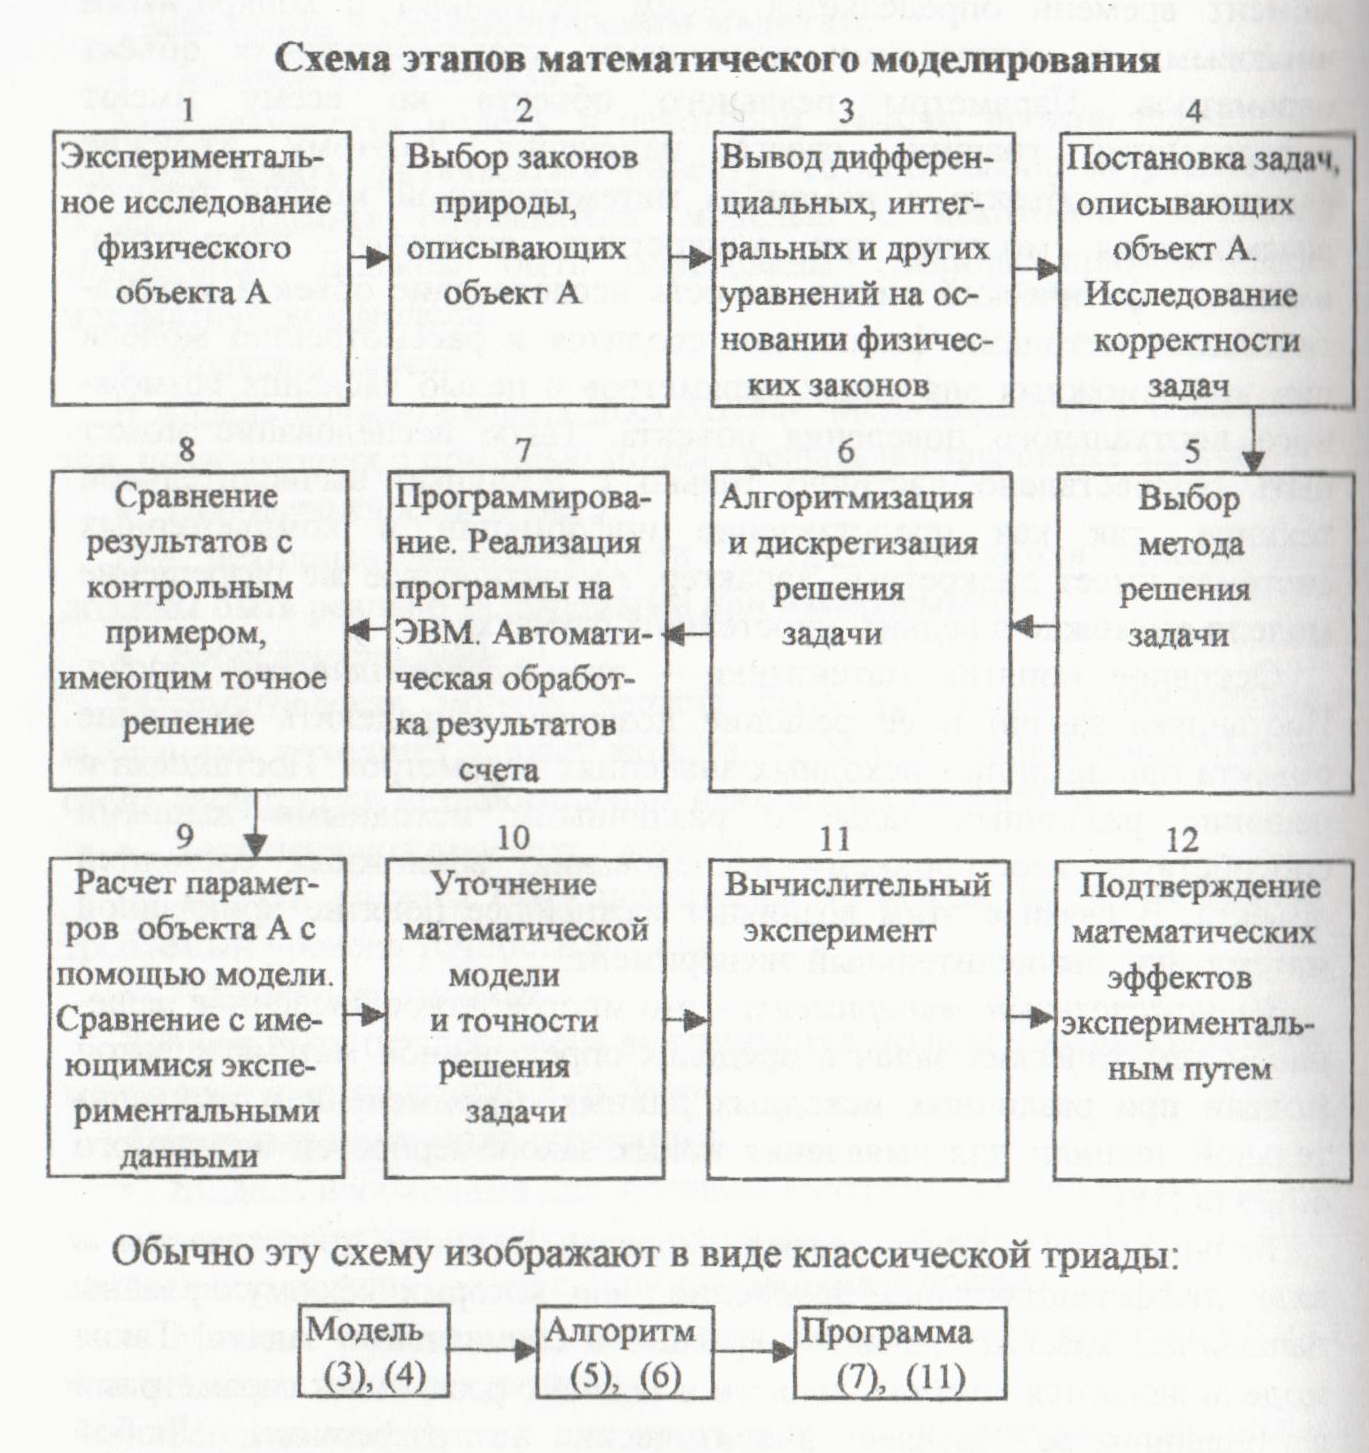 Схема этапов математического моделирования
1
Эксперименталь-
ное исследование
физического
объекта А
2
Выбор законов
природы,
описывающих
объект А
3
Вывод дифферен-
циальных, интег-
ральных и других
уравнений на ос-
новании физичес-
ких законов
4
Постановка задач,
описывающих
объект А.
Исследование
корректности
задач
8
Сравнение
результатов с
контрольным
примером,
имеющим точное
решение
7
Программирова-
ние. Реализация
программы на
ЭВМ. Автомати-
ческая обработ-
ка результатов
счета
6
Алгоритмизация
и дискретизация
решения
задачи
5
Выбор
метода
решения
задачи
9
Расчет парамет-
ров объекта А с
помощью модели.
Сравнение с име-
ющимися экспе-
риментальными
данными
10
Уточнение
математической
модели
и точности
решения
задачи
11
Вычислительный
эксперимент
12
Подтверждение
математических
эффектов
эксперименталь-
ным путем
Обычно эту схему изображают в виде классической триады:
Модель
(3), (4)
Алгоритм
(5), (6)
Программа
(7), (11)